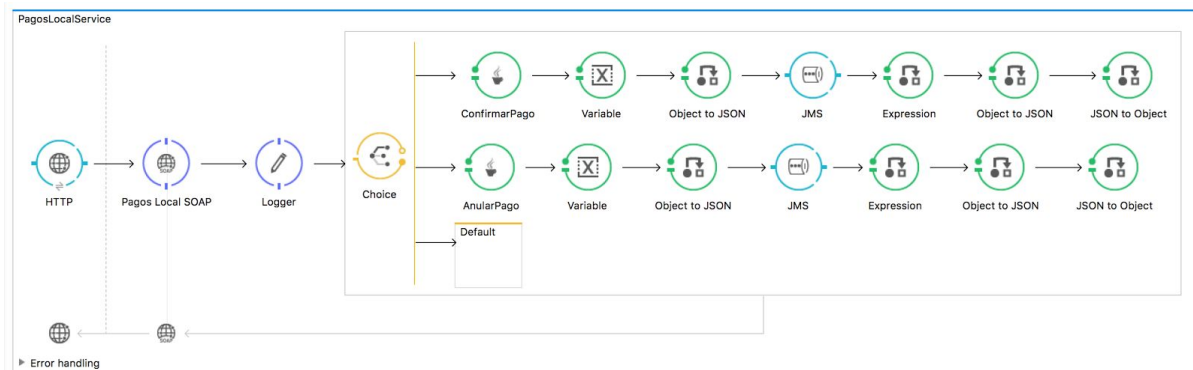 PagosLocalService
ConfirmarPago Variable Object to JSON JMS Expression Object to JSON JSON to Object
HTTP Pagos Local SOAP Logger Choice
AnularPago Variable Object to JSON JMS Expression Object to JSON JSON to Object
Default
Error handling